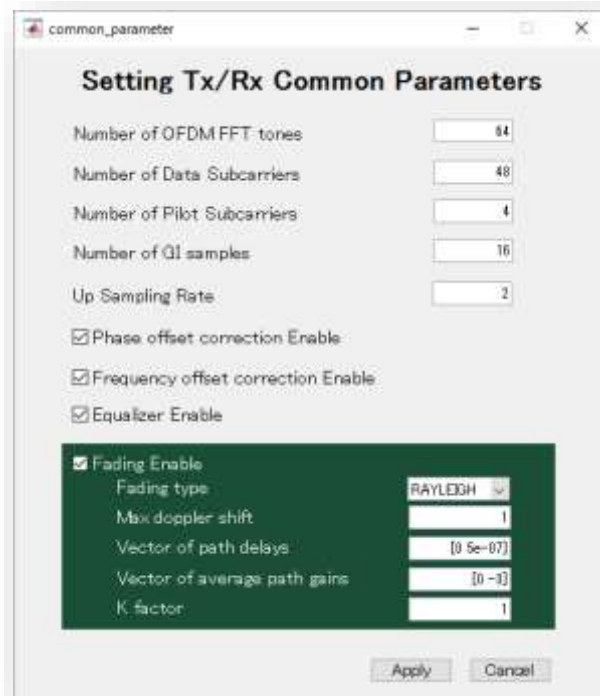 common_parameter
Setting Tx/Rx Common Parameters
Number of OFDM FFT tones 64
Number of Data Subcarriers 48
Number of Pilot Subcarriers 4
Number of GI samples 16
Up Sampling Rate 2
Phase offset correction Enable
Frequency offset correction Enable
Equalizer Enable
Fading Enable
Fading type RAYLEIGH
Max doppler shift 1
Vector of path delays [0 5e-07]
Vector of average path gains [0 -3]
K factor 1
Apply Cancel